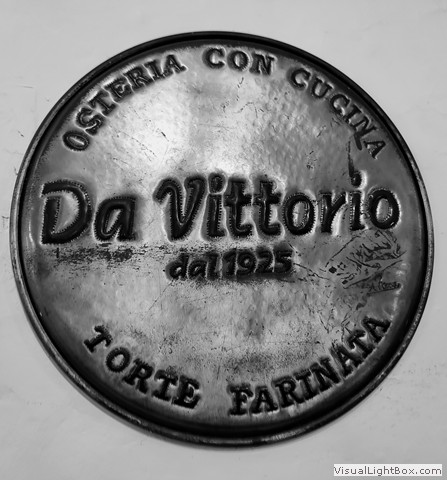 OSTERIA CON CUCINA
Da Vittorio
dal 1925
TORTE FARINATA
VisualLightBox.com